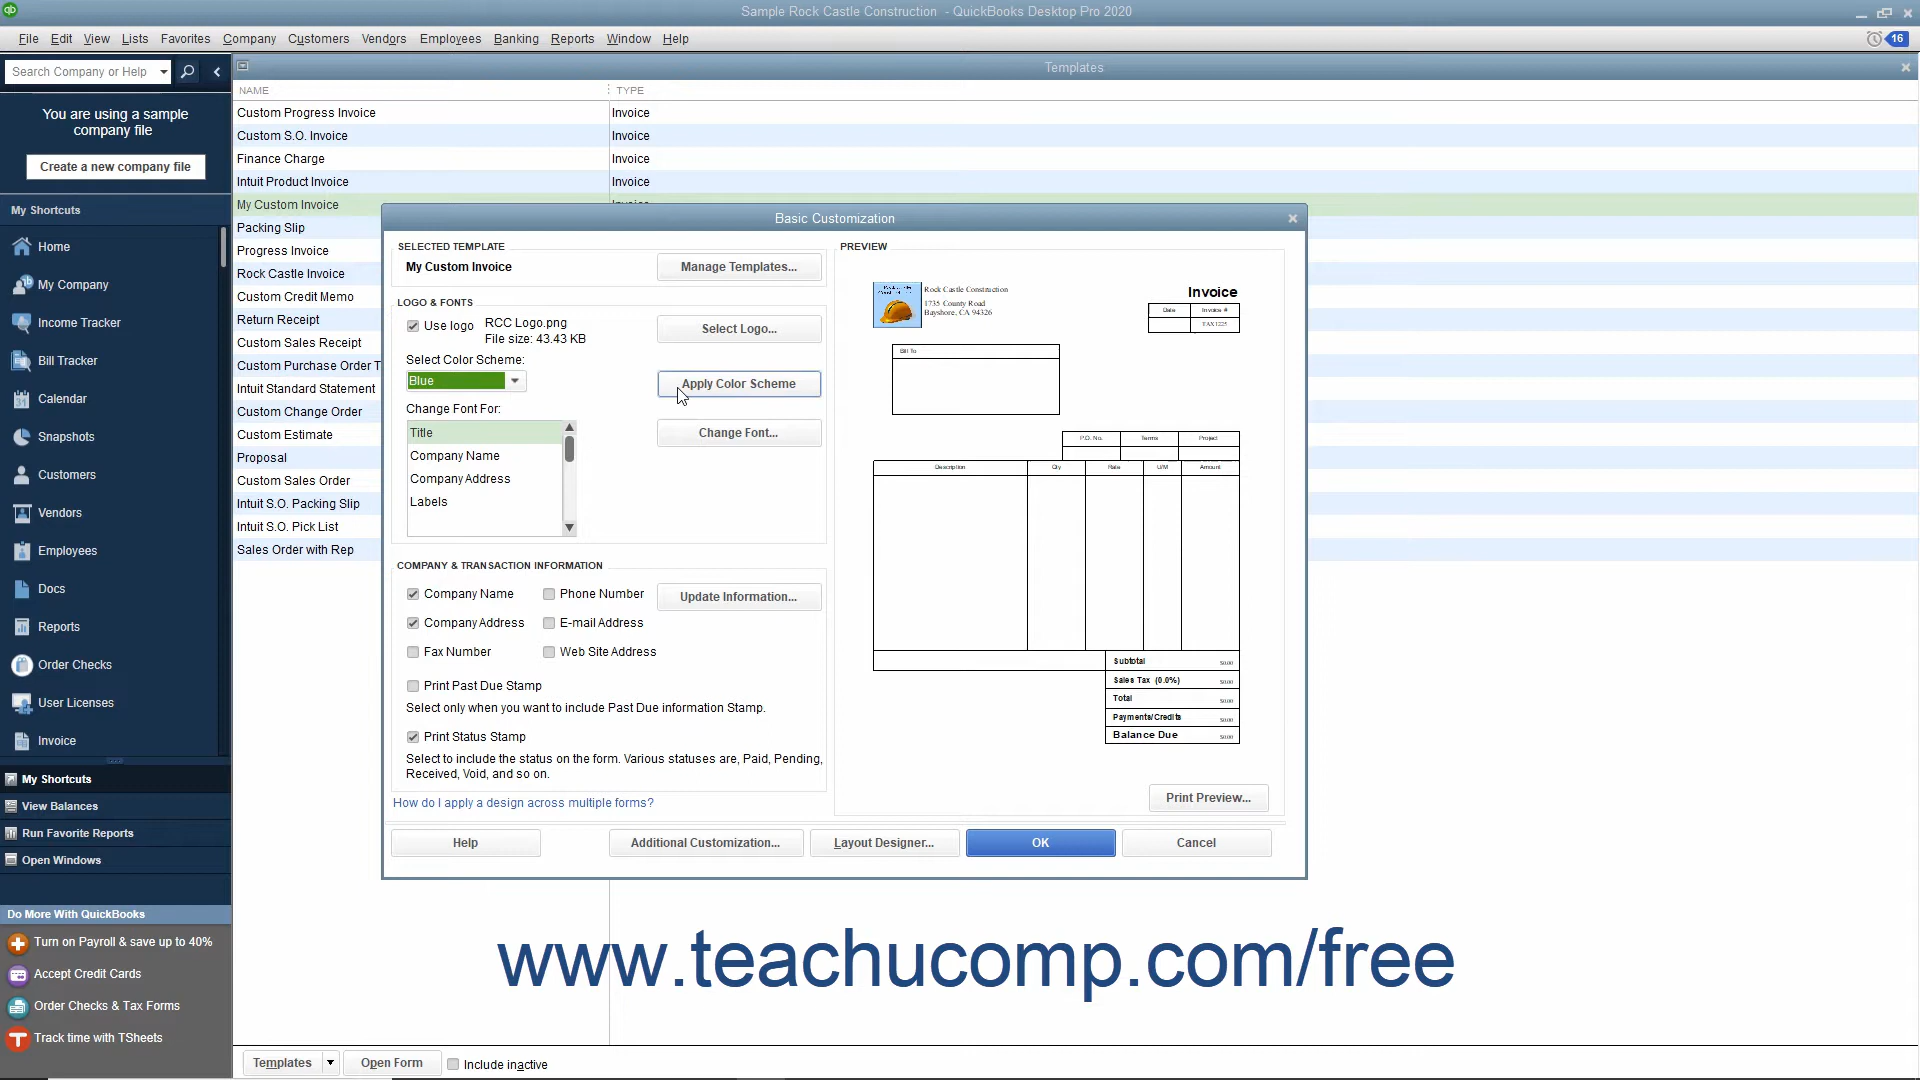 Sample Rock Castle Construction - QuickBooks Desktop Pro 2020
File Edit View Lists Favorites Company Customers Vendors Employees Banking Reports Window Help
16
Search Company or Help
Templates
You are using a sample
company file
Create a new company file
My Shortcuts
Home
My Company
Income Tracker
Bill Tracker
Calendar
Snapshots
Customers
Vendors
Employees
Docs
Reports
Order Checks
User Licenses
Invoice
My Shortcuts
View Balances
Run Favorite Reports
Open Windows
Do More With QuickBooks
Turn on Payroll & save up to 40%
Accept Credit Cards
Order Checks & Tax Forms
Track time with TSheets
NAME TYPE
Custom Progress Invoice Invoice
Custom S.O. Invoice Invoice
Finance Charge Invoice
Intuit Product Invoice Invoice
My Custom Invoice Invoice
Packing Slip
Progress Invoice
Rock Castle Invoice
Custom Credit Memo
Return Receipt
Custom Sales Receipt
Custom Purchase Order T
Intuit Standard Statement
Custom Change Order
Custom Estimate
Proposal
Custom Sales Order
Intuit S.O. Packing Slip
Intuit S.O. Pick List
Sales Order with Rep
Basic Customization
SELECTED TEMPLATE
My Custom Invoice
Manage Templates...
LOGO & FONTS
Use logo
RCC Logo.png
File size: 43.43 KB
Select Logo...
Select Color Scheme:
Blue
Apply Color Scheme
Change Font For:
Title
Company Name
Company Address
Labels
Change Font...
COMPANY & TRANSACTION INFORMATION
Company Name Phone Number
Update Information...
Company Address E-mail Address
Fax Number Web Site Address
Print Past Due Stamp
Select only when you want to include Past Due information Stamp.
Print Status Stamp
Select to include the status on the form. Various statuses are, Paid, Pending,
Received, Void, and so on.
How do I apply a design across multiple forms?
PREVIEW
Rock Castle Construction
1735 County Road
Bayshore, CA 94326
Invoice
Date Invoice #
TAX1225
Bill To
P.O. No. Terms Project
Description Qty Rate U/M Amount
Subtotal $0.00
Sales Tax (0.0%) $0.00
Total $0.00
Payments/Credits $0.00
Balance Due $0.00
Print Preview...
Help
Additional Customization...
Layout Designer...
OK
Cancel
www.teachucomp.com/free
Templates
Open Form
Include inactive